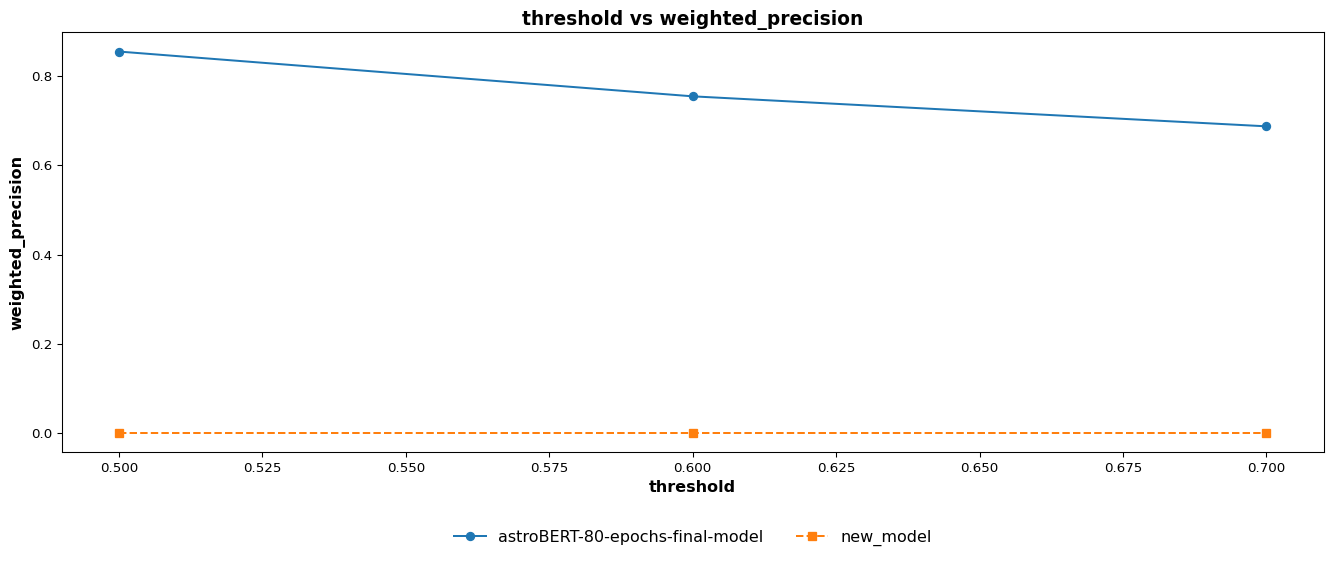 threshold vs weighted_precision
weighted_precision
0.8
0.6
0.4
0.2
0.0
0.500 0.525 0.550 0.575 0.600 0.625 0.650 0.675 0.700
threshold
astroBERT-80-epochs-final-model new_model